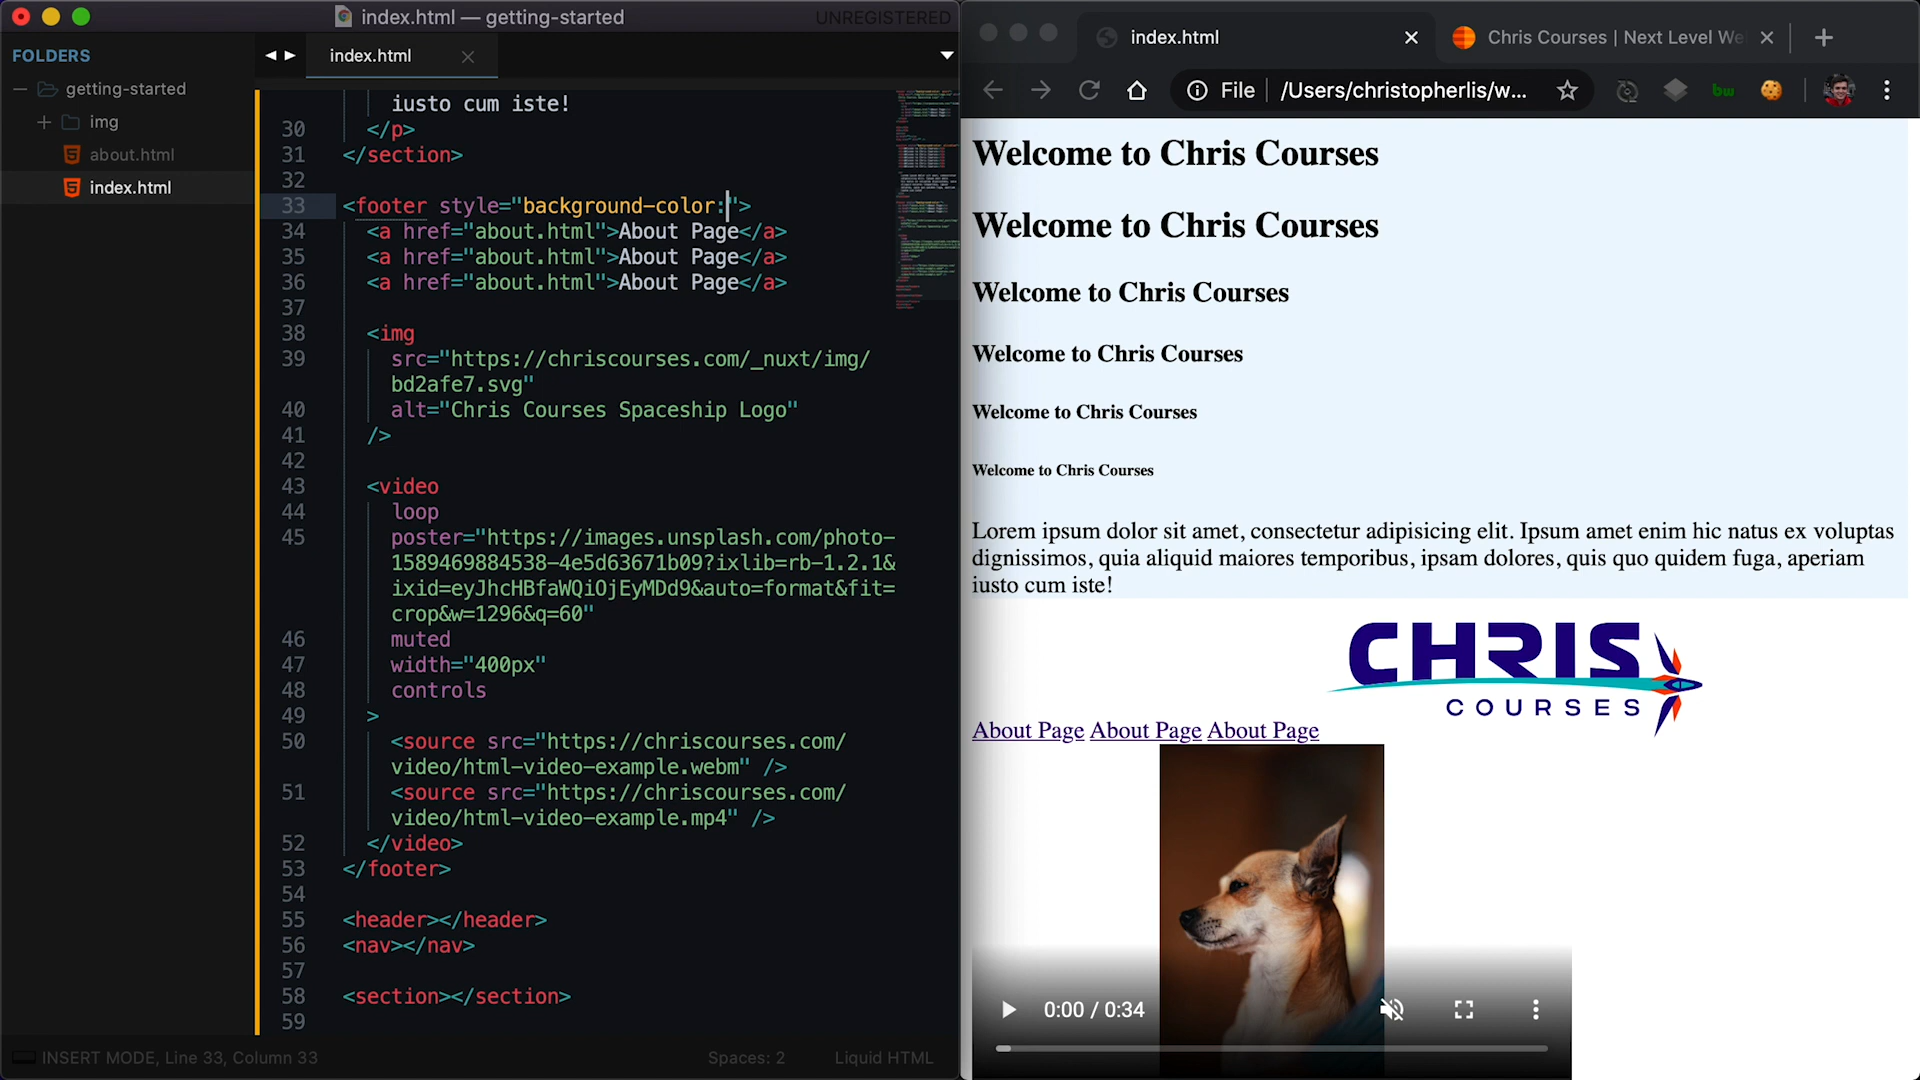 index.html — getting-started
UNREGISTERED
FOLDERS
getting-started
img
about.html
index.html
index.html
iusto cum iste!
30 </p>
31 </section>
32
33 <footer style="background-color:">
34 <a href="about.html">About Page</a>
35 <a href="about.html">About Page</a>
36 <a href="about.html">About Page</a>
37
38 <img
39 src="https://chriscourses.com/_nuxt/img/
bd2afe7.svg"
40 alt="Chris Courses Spaceship Logo"
41 />
42
43 <video
44 loop
45 poster="https://images.unsplash.com/photo-
1589469884538-4e5d63671b09?ixlib=rb-1.2.1&
ixid=eyJhcHBfaWQiOjEyMDd9&auto=format&fit=
crop&w=1296&q=60"
46 muted
47 width="400px"
48 controls
49 >
50 <source src="https://chriscourses.com/
video/html-video-example.webm" />
51 <source src="https://chriscourses.com/
video/html-video-example.mp4" />
52 </video>
53 </footer>
54
55 <header></header>
56 <nav></nav>
57
58 <section></section>
59
INSERT MODE, Line 33, Column 33
Spaces: 2
Liquid HTML
index.html
Chris Courses | Next Level We
File
/Users/christopherlis/w...
bw
Welcome to Chris Courses
Welcome to Chris Courses
Welcome to Chris Courses
Welcome to Chris Courses
Welcome to Chris Courses
Welcome to Chris Courses
Lorem ipsum dolor sit amet, consectetur adipisicing elit. Ipsum amet enim hic natus ex voluptas
dignissimos, quia aliquid maiores temporibus, ipsam dolores, quis quo quidem fuga, aperiam
iusto cum iste!
CHRIS
COURSES
About Page About Page About Page
0:00 / 0:34